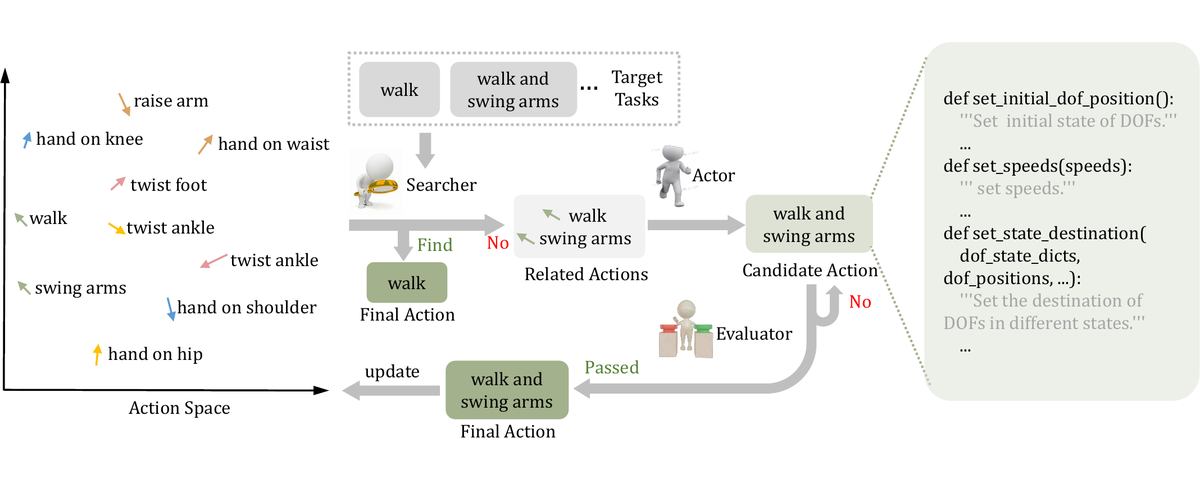 raise arm
hand on knee
hand on waist
twist foot
walk
twist ankle
twist ankle
swing arms
hand on shoulder
hand on hip
Action Space
walk
walk and
swing arms
...
Target
Tasks
Searcher
Find
No
walk
Final Action
walk
swing arms
Related Actions
Actor
walk and
swing arms
Candidate Action
No
Evaluator
Passed
walk and
swing arms
Final Action
update
def set_initial_dof_position():
'''Set initial state of DOFs.'''
...
def set_speeds(speeds):
''' set speeds.'''
...
def set_state_destination(
dof_state_dicts,
dof_positions, ...):
'''Set the destination of
DOFs in different states.'''
...